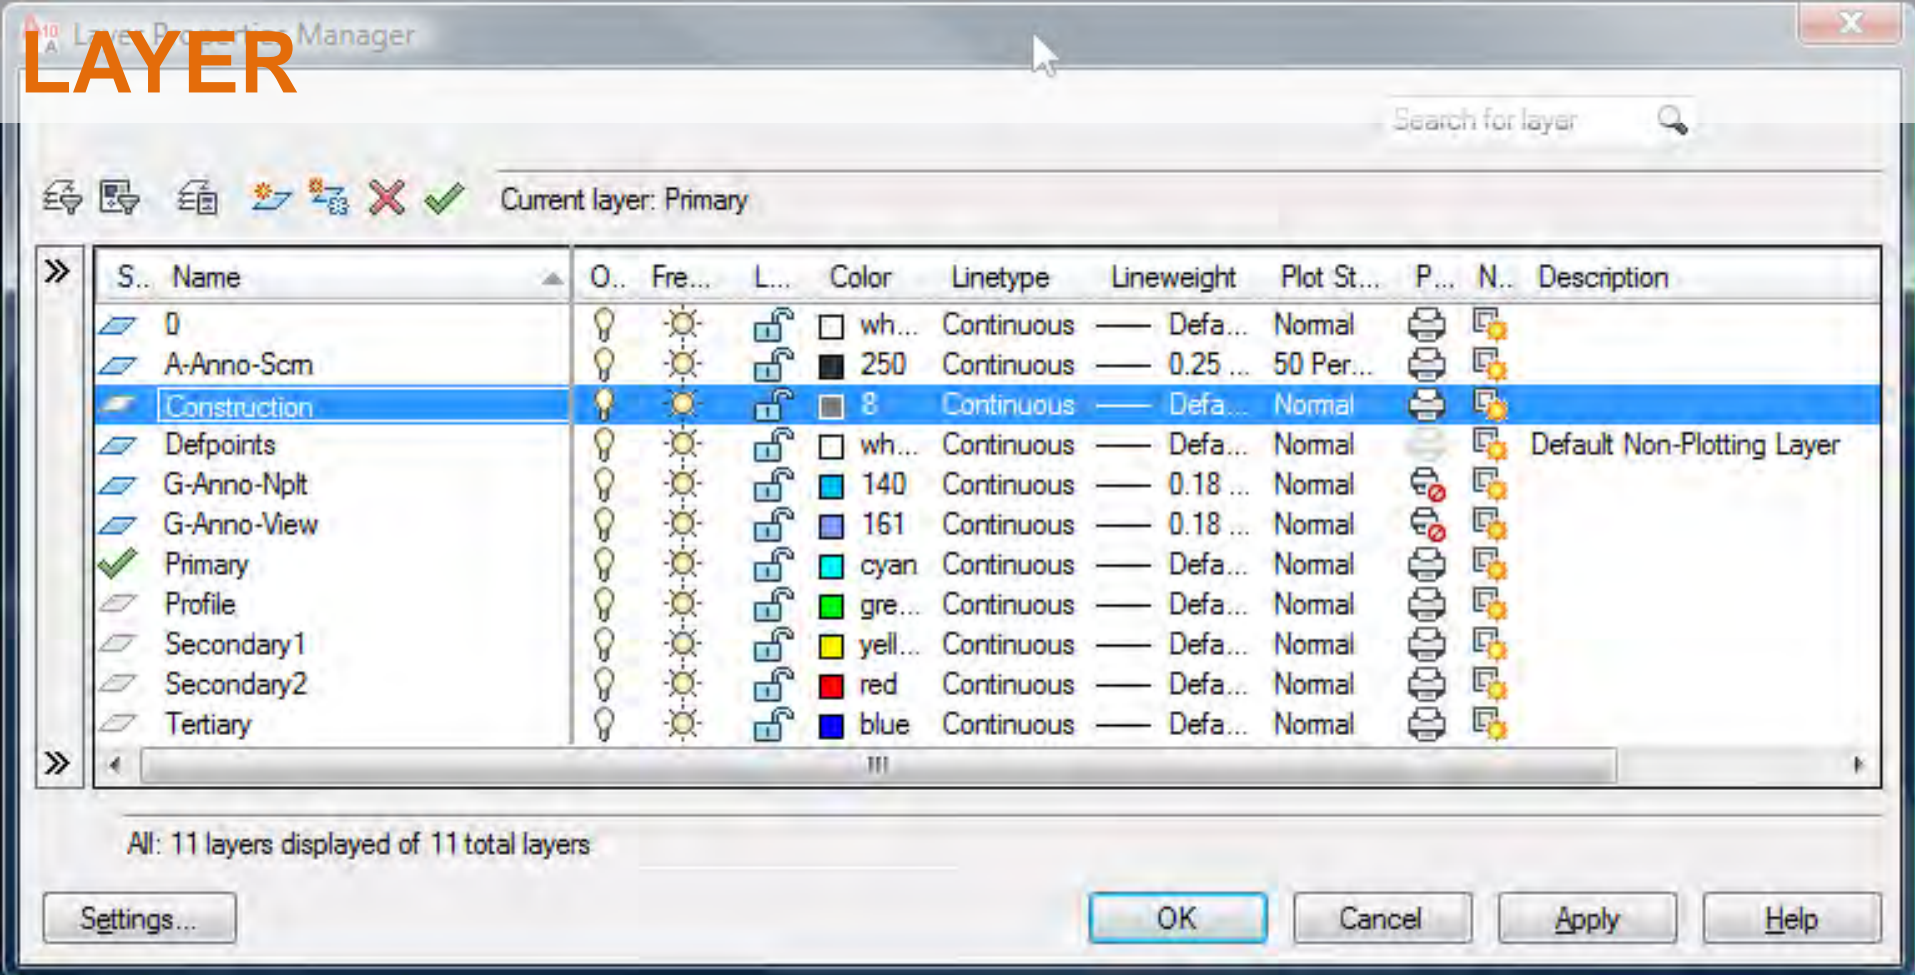 Layer Properties Manager
LAYER
Search for layer
Current layer: Primary
S.. Name O.. Fre... L... Color Linetype Lineweight Plot St... P... N.. Description
0 wh... Continuous Defa... Normal
A-Anno-Scrn 250 Continuous 0.25 ... 50 Per...
Construction 8 Continuous Defa... Normal
Defpoints wh... Continuous Defa... Normal Default Non-Plotting Layer
G-Anno-Nplt 140 Continuous 0.18 ... Normal
G-Anno-View 161 Continuous 0.18 ... Normal
Primary cyan Continuous Defa... Normal
Profile gre... Continuous Defa... Normal
Secondary1 yell... Continuous Defa... Normal
Secondary2 red Continuous Defa... Normal
Tertiary blue Continuous Defa... Normal
All: 11 layers displayed of 11 total layers
Settings... OK Cancel Apply Help